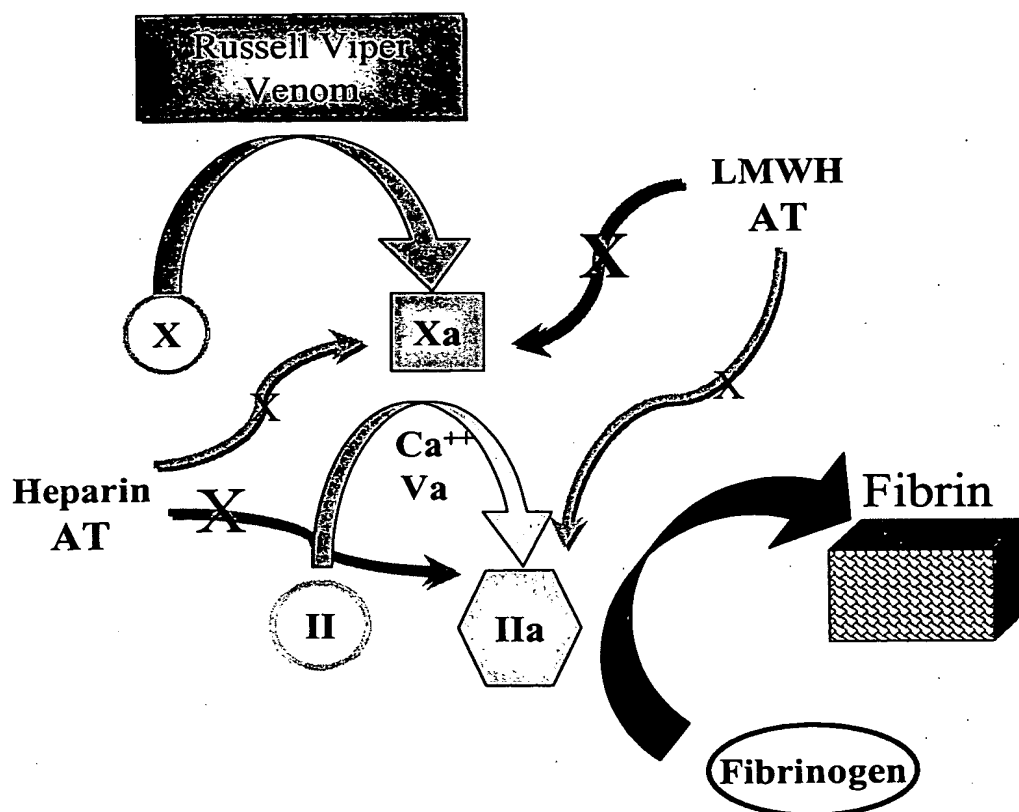 Russell Viper
Venom
LMWH
AT
X
X
Xa
X
X
Ca++
Va
Heparin
AT
X
Fibrin
II
IIa
Fibrinogen